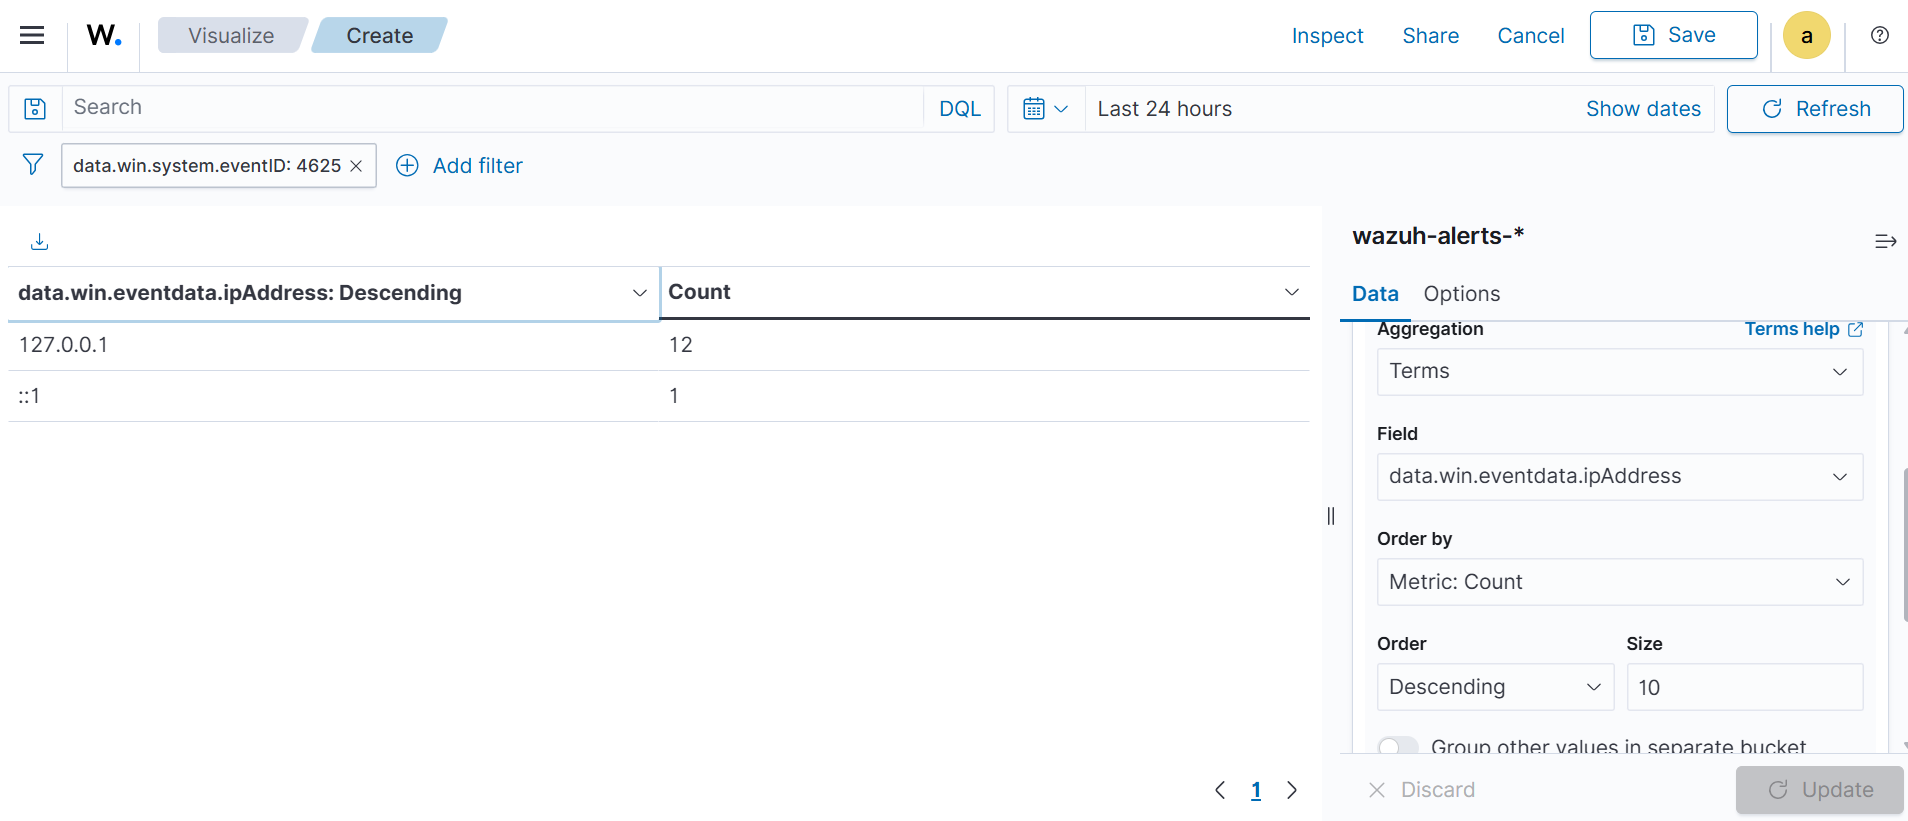 W. Visualize Create Inspect Share Cancel Save a
Search DQL Last 24 hours Show dates Refresh
data.win.system.eventID: 4625 Add filter
data.win.eventdata.ipAddress: Descending Count
127.0.0.1 12
::1 1
1
wazuh-alerts-*
Data Options
Aggregation Terms help
Terms
Field
data.win.eventdata.ipAddress
Order by
Metric: Count
Order Size
Descending 10
Group other values in separate bucket
Discard Update